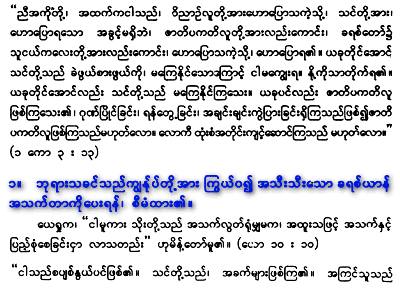 “ညီအကိုတို့၊ အထက်ကငါသည်၊ ဝိညာဉ်လူတို့အားဟောပြောသကဲ့သို့၊ သင်တို့အား၊
ဟောပြောရသော အခွင့်မရှိဘဲ၊ ဇာတိပကတိလူတို့အားလည်းကောင်း၊ ခရစ်တော်၌
သူငယ်ကလေးတို့အားလည်းကောင်း၊ ဟောပြောသကဲ့သို့၊ ဟောပြောရ၏။ ယခုတိုင်အောင်
သင်တို့သည် ခဲဖွယ်စားဖွယ်ကို၊ မကြေနိုင်သောကြောင့် ငါမကျွေးရ။ နို့ကိုသာတိုက်ရ၏။
ယခုတိုင်အောင်လည်း သင်တို့သည် မကြေနိုင်ကြသေး။ ယခုပင်လည်း ဇာတိပကတိလူ
ဖြစ်ကြသေး၏၊ ဂုဏ်ပြိုင်ခြင်း၊ ရန်တွေ့ခြင်း၊ အချင်းချင်းကွဲပြားခြင်းရှိကြသည်ဖြစ်၍ဇာတိ
ပကတိလူဖြစ်ကြသည်မဟုတ်လော။ လောကီ ထုံးစံအတိုင်းကျင့်ဆောင်ကြသည် မဟုတ်လော။”
(၁ ကော ၃ း ၁၃)
၁။ ဘုရားသခင်သည်ကျွန်ုပ်တို့အား ကြွယ်ဝ၍ အသီးသီးသော ခရစ်ယာန်
အသက်တာကိုပေးရန်၊ စီမံထား၏။
ယေရှုက၊ “ငါမူကား သိုးတို့သည် အသက်လွတ်ရုံမျှမက၊ အထူးသဖြင့် အသက်နှင့်
ပြည့်စုံစေခြင်းငှာ လာသတည်း” ဟုမိန့်တော်မူ၏။ (ယော ၁၀ း ၁၀)
“ငါသည်စပျစ်နွယ်ပင်ဖြစ်၏။ သင်တို့သည်၊ အခက်များဖြစ်ကြ၏။ အကြင်သူသည်